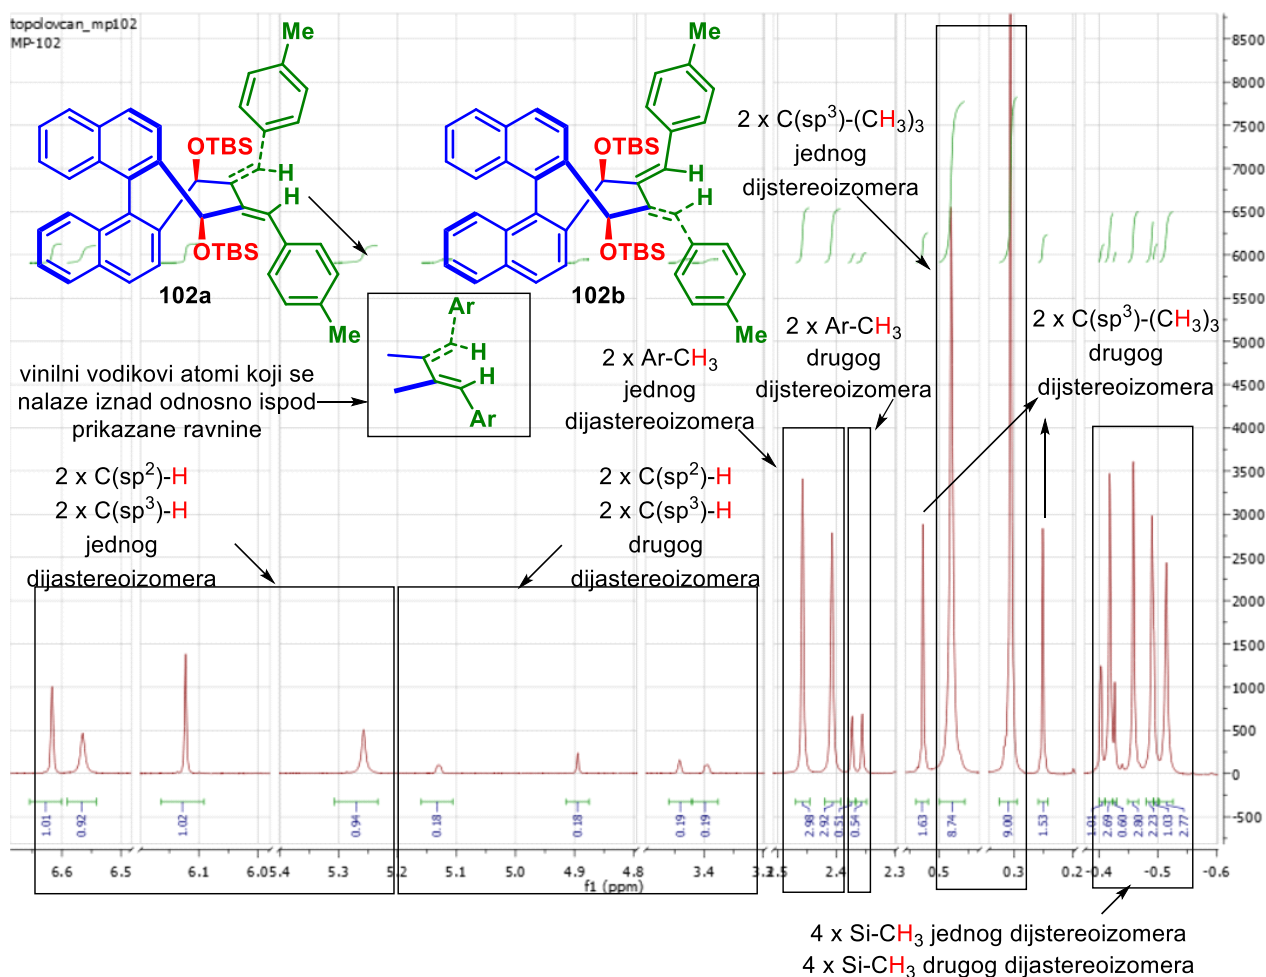 topolovcan_mp102
MP-102
Me
OTBS
H
H
OTBS
102a
Me
Me
OTBS
H
H
OTBS
102b
Me
2 x C(sp³)-(CH₃)₃
jednog
dijstereoizomera
2 x Ar-CH₃
drugog
dijstereoizomera
2 x C(sp³)-(CH₃)₃
drugog
dijstereoizomera
2 x Ar-CH₃
jednog
dijastereoizomera
vinilni vodikovi atomi koji se
nalaze iznad odnosno ispod
prikazane ravnine
Ar
H
H
Ar
2 x C(sp²)-H
2 x C(sp³)-H
jednog
dijastereoizomera
2 x C(sp²)-H
2 x C(sp³)-H
drugog
dijastereoizomera
8500
8000
7500
7000
6500
6000
5500
5000
4500
4000
3500
3000
2500
2000
1500
1000
500
0
-500
1.01 0.92 1.02 0.94 0.18 0.18 0.19 0.19 2.98 2.92 0.51 0.54 1.63 8.74 9.00 1.53 1.01 2.69 0.60 2.80 2.23 1.03 2.77
6.6 6.5 6.1 6.0 5.4 5.3 5.2 5.1 5.0 4.9 4.8 3.4 3.3 2.5 2.4 2.3 0.5 0.3 0.2 -0.4 -0.5 -0.6
f1 (ppm)
4 x Si-CH₃ jednog dijstereoizomera
4 x Si-CH₃ drugog dijastereoizomera